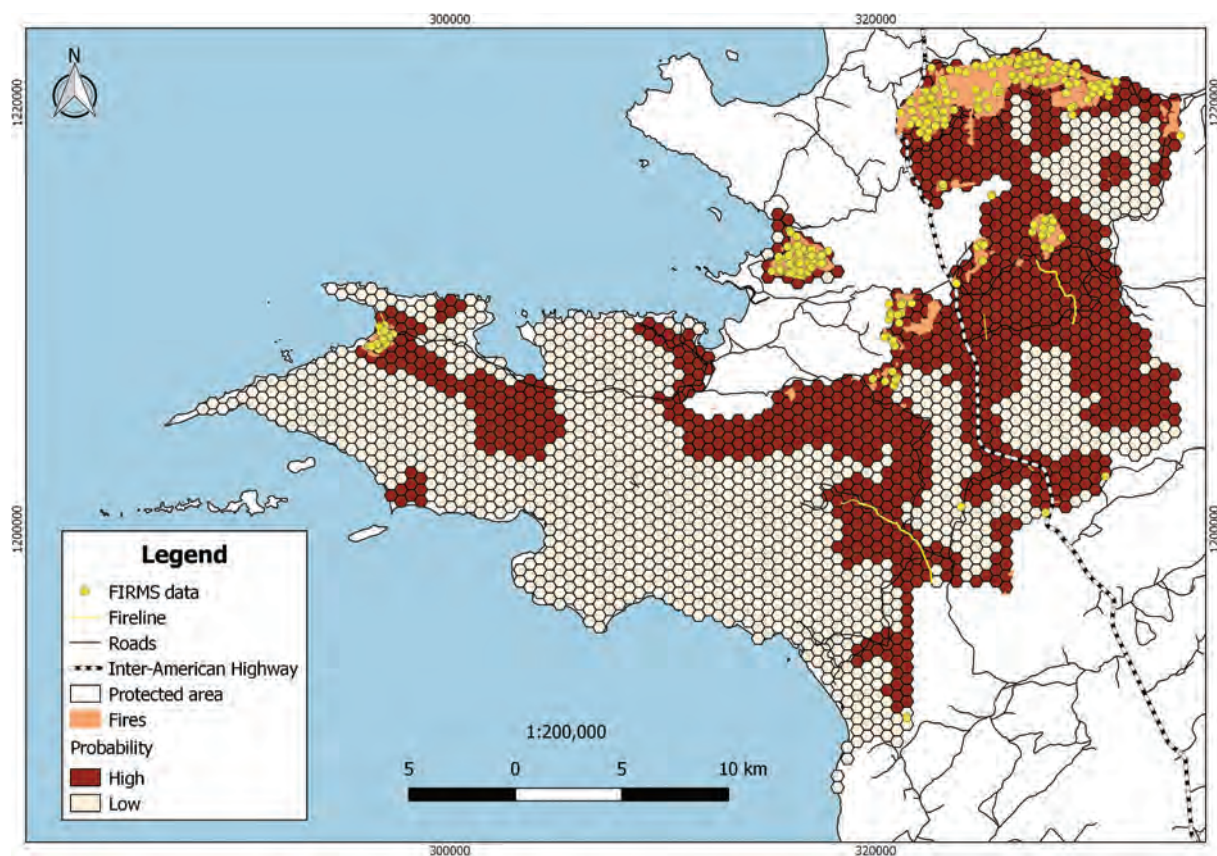 300000
320000
N
1220000
1220000
1200000
1200000
Legend
FIRMS data
Fireline
Roads
Inter-American Highway
Protected area
Fires
Probability
High
Low
1:200,000
5 0 5 10 km
300000
320000